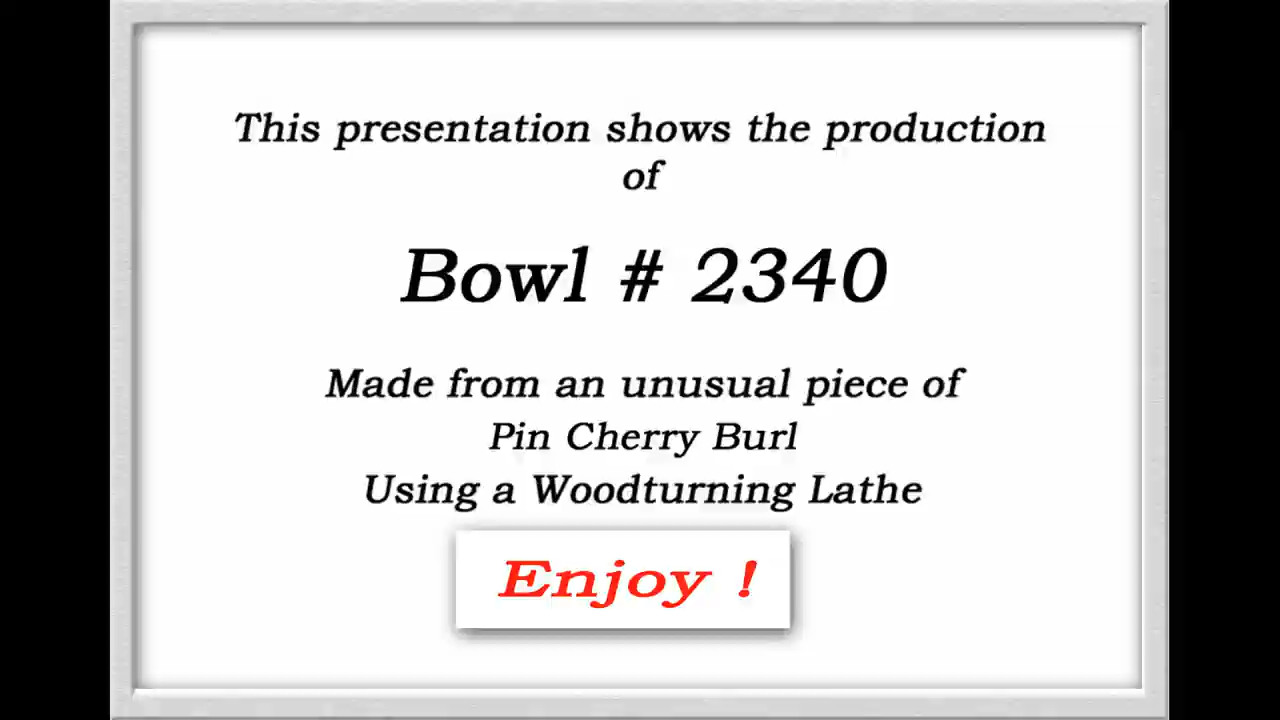 This presentation shows the production
of
Bowl # 2340
Made from an unusual piece of
Pin Cherry Burl
Using a Woodturning Lathe
Enjoy !